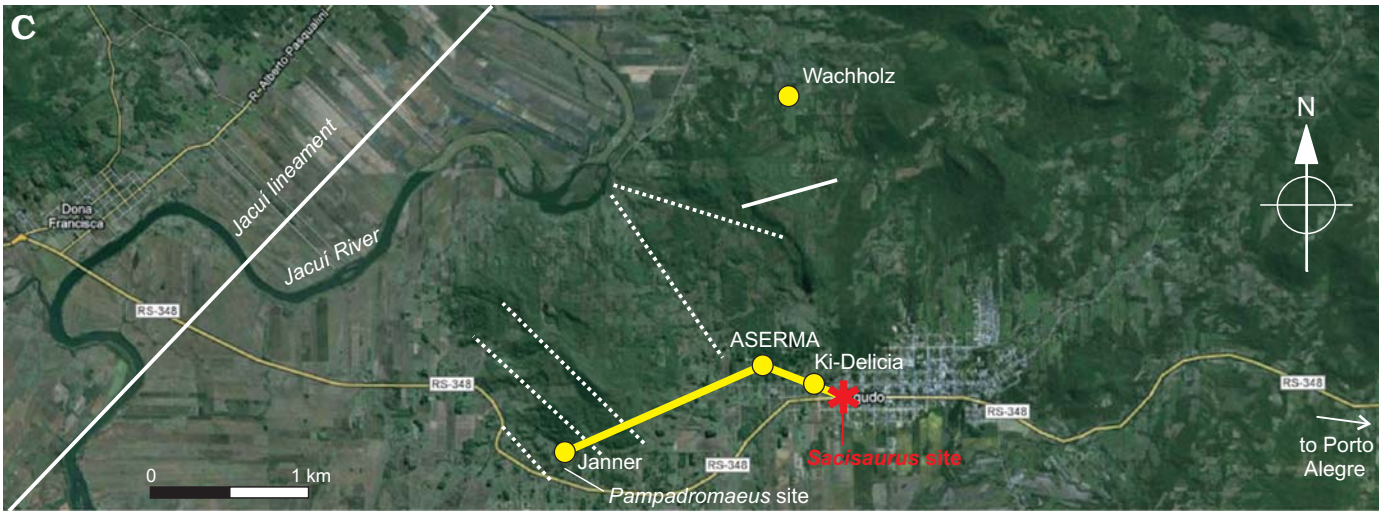 C
R-Alberto Pasqualini
Wachholz
N
Jacuí lineament
Dona
Francisca
Jacuí River
RS-348
ASERMA
Ki-Delicia
RS-348
RS-348
gudo
RS-348
to Porto
Alegre
Sacisaurus site
Janner
RS-348
0
1 km
Pampadromaeus site